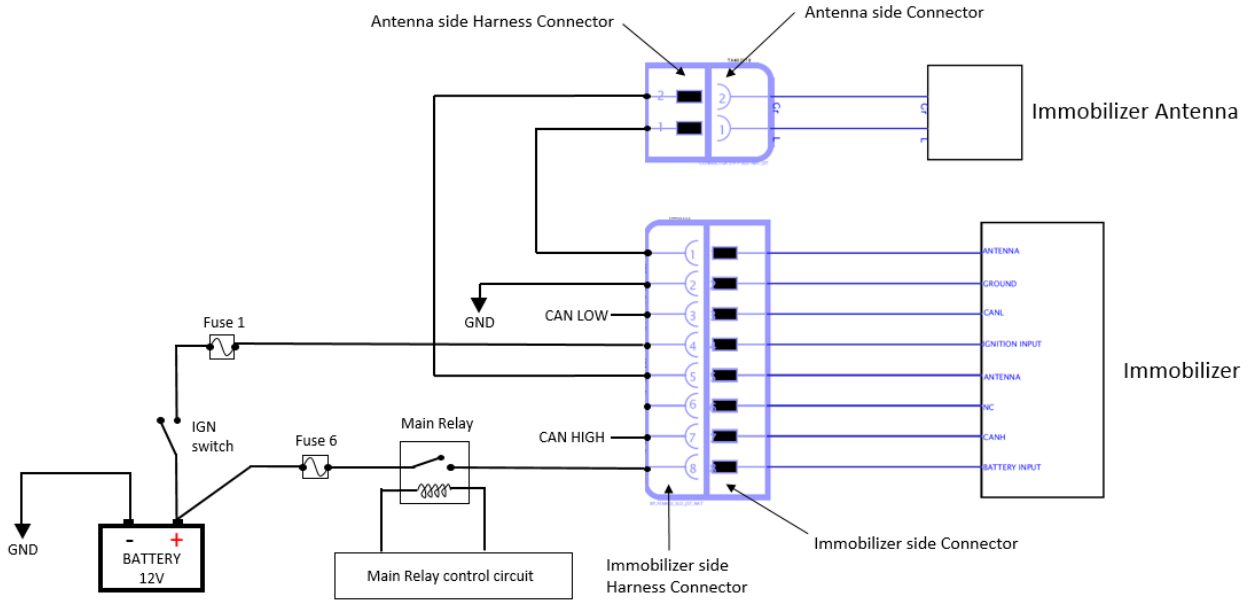 Antenna side Harness Connector
Antenna side Connector
2
2
Gr
Gr
1
1
L
L
Immobilizer Antenna
1
ANTENNA
2
GROUND
GND
CAN LOW
3
CANL
Fuse 1
4
IGNITION INPUT
5
ANTENNA
Immobilizer
6
NC
IGN
switch
Main Relay
CAN HIGH
7
CANH
Fuse 6
8
BATTERY INPUT
GND
- +
BATTERY
12V
Main Relay control circuit
Immobilizer side
Harness Connector
Immobilizer side Connector